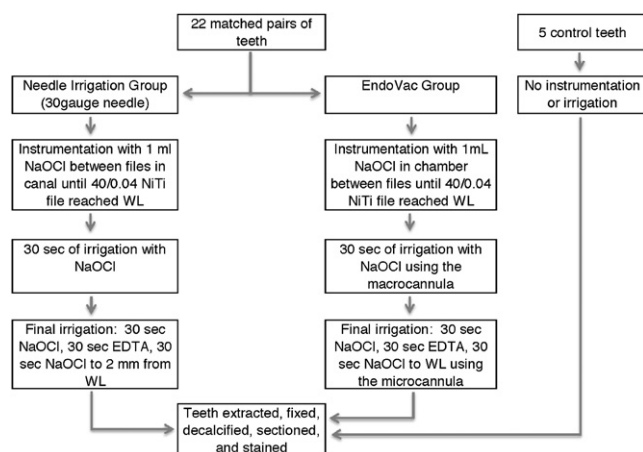 22 matched pairs of
teeth
5 control teeth
Needle Irrigation Group
(30gauge needle)
EndoVac Group
No instrumentation
or irrigation
Instrumentation with 1 ml
NaOCl between files in
canal until 40/0.04 NiTi
file reached WL
Instrumentation with 1mL
NaOCl in chamber
between files until 40/0.04
NiTi file reached WL
30 sec of irrigation with
NaOCl
30 sec of irrigation with
NaOCl using the
macrocannula
Final irrigation: 30 sec
NaOCl, 30 sec EDTA, 30
sec NaOCl to 2 mm from
WL
Final irrigation: 30 sec
NaOCl, 30 sec EDTA, 30
sec NaOCl to WL using
the microcannula
Teeth extracted, fixed,
decalcified, sectioned,
and stained